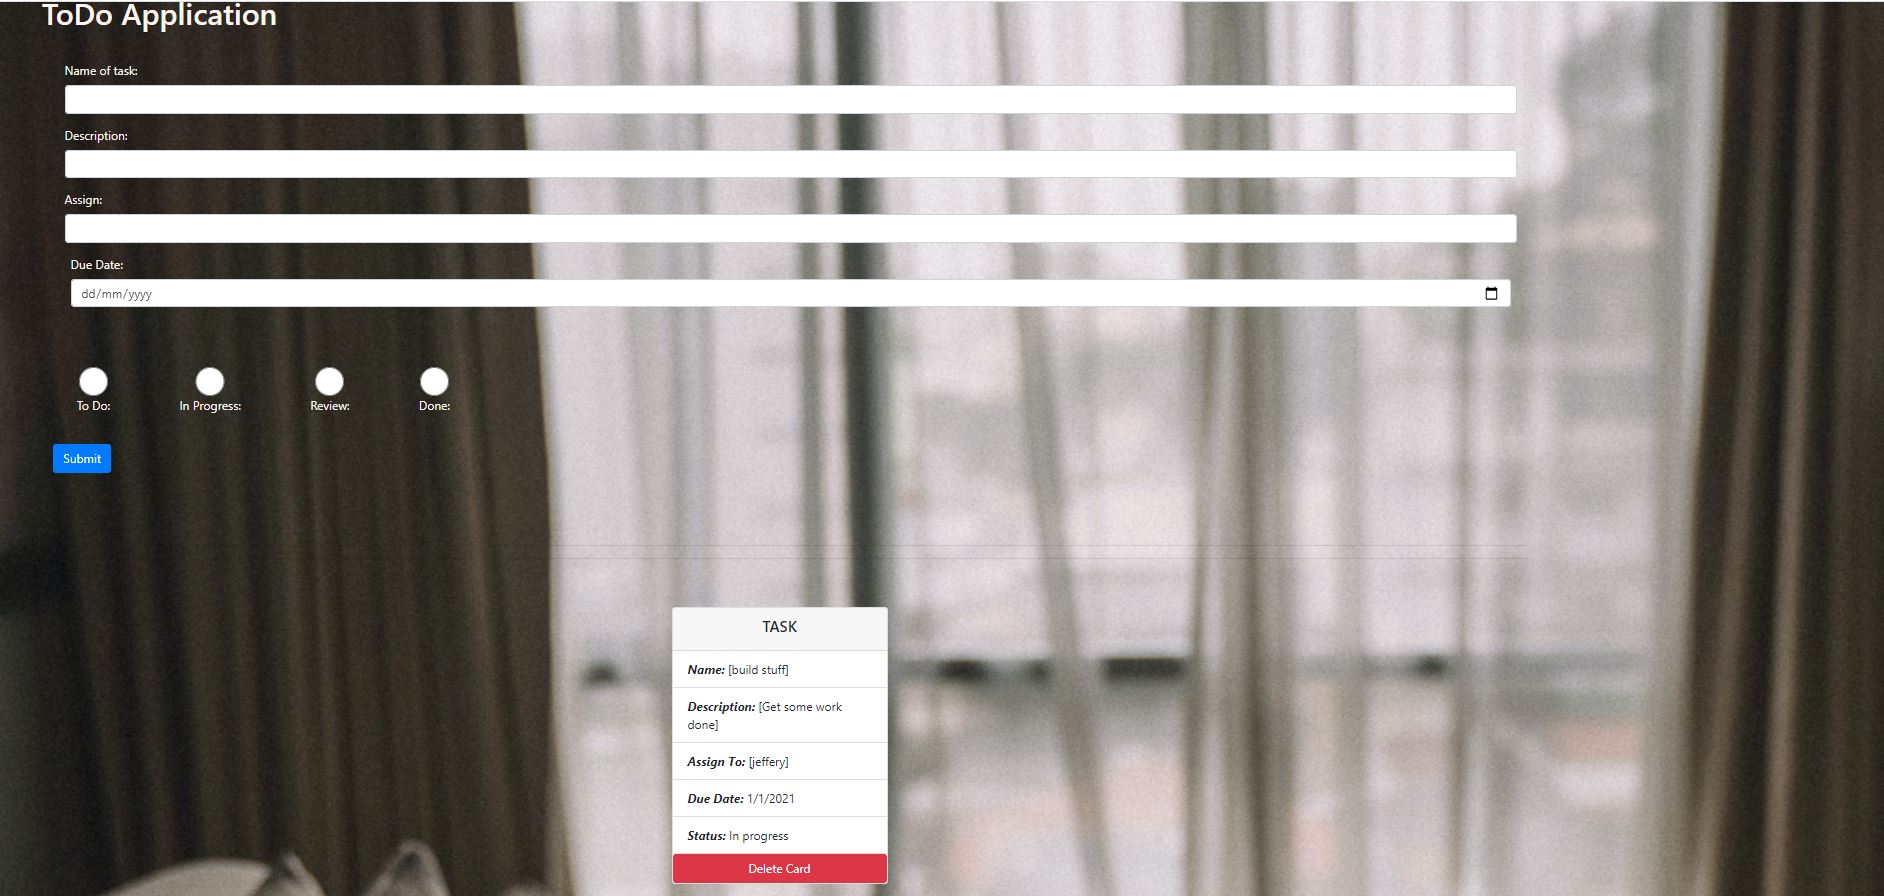 ToDo Application
Name of task:
Description:
Assign:
Due Date:
dd/mm/yyyy
To Do: In Progress: Review: Done:
Submit
TASK
Name: [build stuff]
Description: [Get some work
done]
Assign To: [jeffery]
Due Date: 1/1/2021
Status: In progress
Delete Card